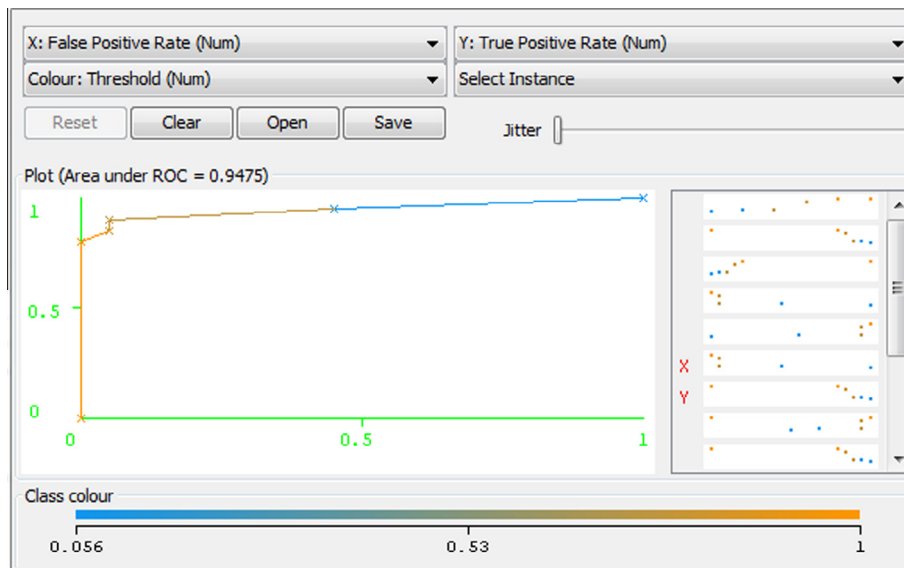 X: False Positive Rate (Num)
Y: True Positive Rate (Num)
Colour: Threshold (Num)
Select Instance
Reset
Clear
Open
Save
Jitter
Plot (Area under ROC = 0.9475)
1
0.5
0
0
0.5
1
X
Y
Class colour
0.056
0.53
1